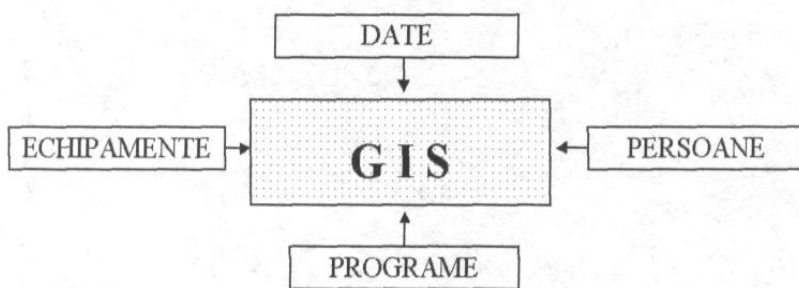 DATE
ECHIPAMENTE
G I S
PERSOANE
PROGRAME